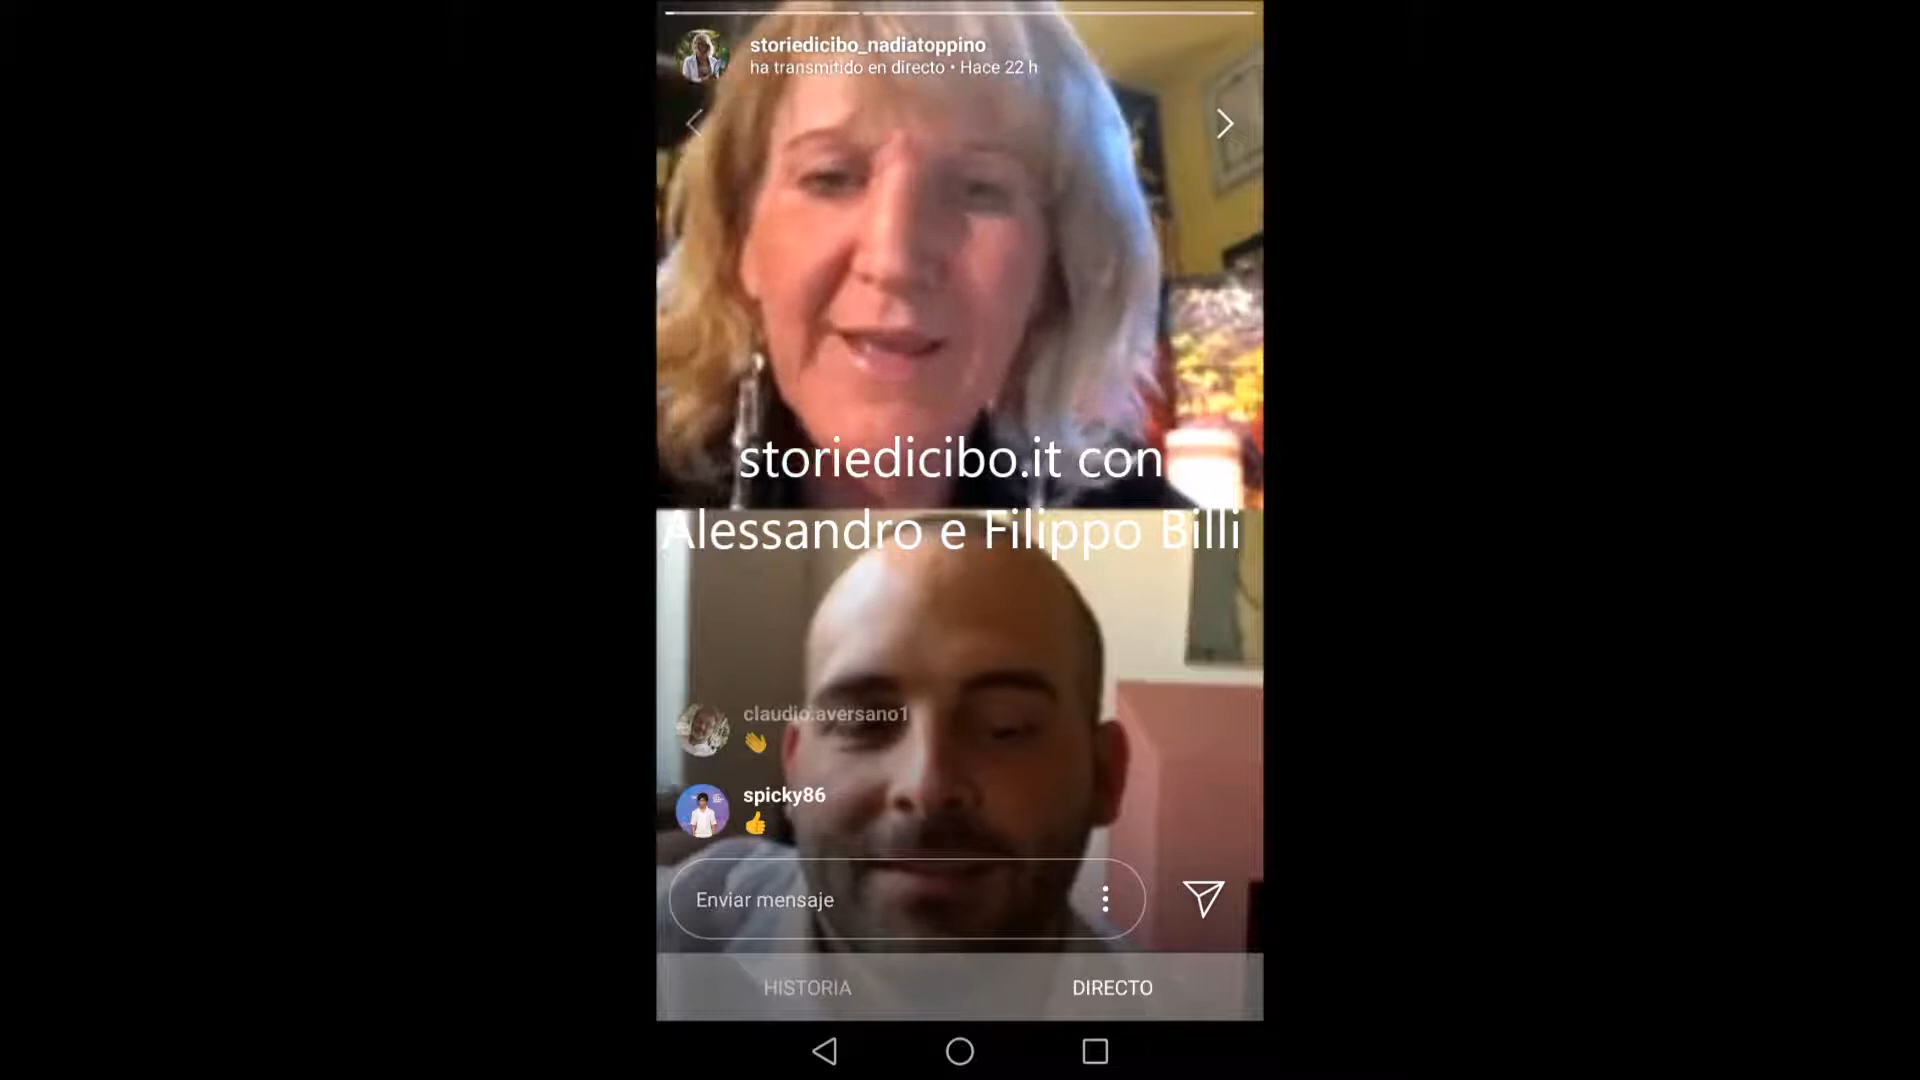 storiedicibo_nadiatoppino
ha transmitido en directo • Hace 22 h
storiedicibo.it con
Alessandro e Filippo Billi
claudio.aversano1
👏
spicky86
👍
Enviar mensaje
HISTORIA
DIRECTO